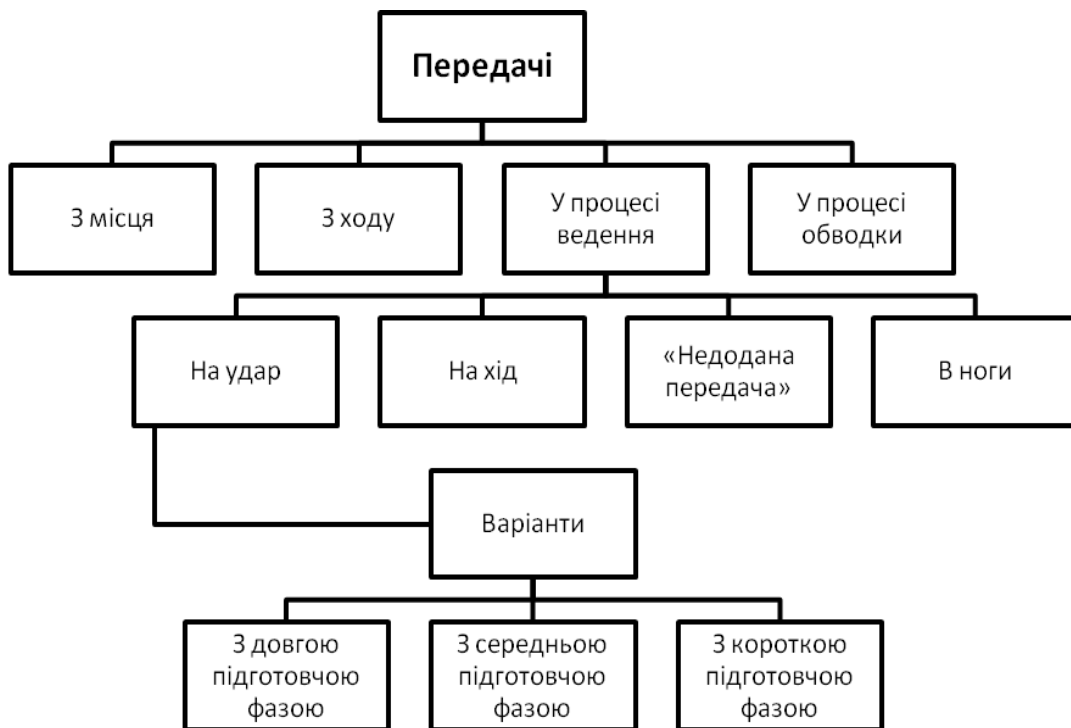 Передачі
З місця
З ходу
У процесі
ведення
У процесі
обводки
На удар
На хід
«Недодана
передача»
В ноги
Варіанти
З довгою
підготовчою
фазою
З середньою
підготовчою
фазою
З короткою
підготовчою
фазою